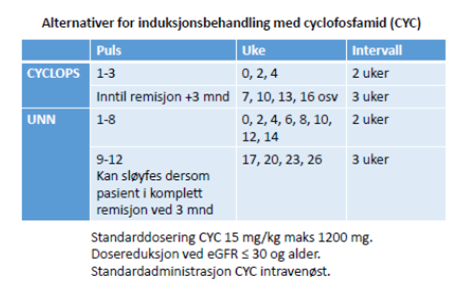 Alternativer for induksjonsbehandling med cyclofosfamid (CYC)
Puls Uke Intervall
CYCLOPS 1-3 0, 2, 4 2 uker
Inntil remisjon +3 mnd 7, 10, 13, 16 osv 3 uker
UNN 1-8 0, 2, 4, 6, 8, 10, 2 uker
12, 14
9-12 17, 20, 23, 26 3 uker
Kan sløyfes dersom
pasient i komplett
remisjon ved 3 mnd
Standarddosering CYC 15 mg/kg maks 1200 mg.
Dosereduksjon ved eGFR ≤ 30 og alder.
Standardadministrasjon CYC intravenøst.